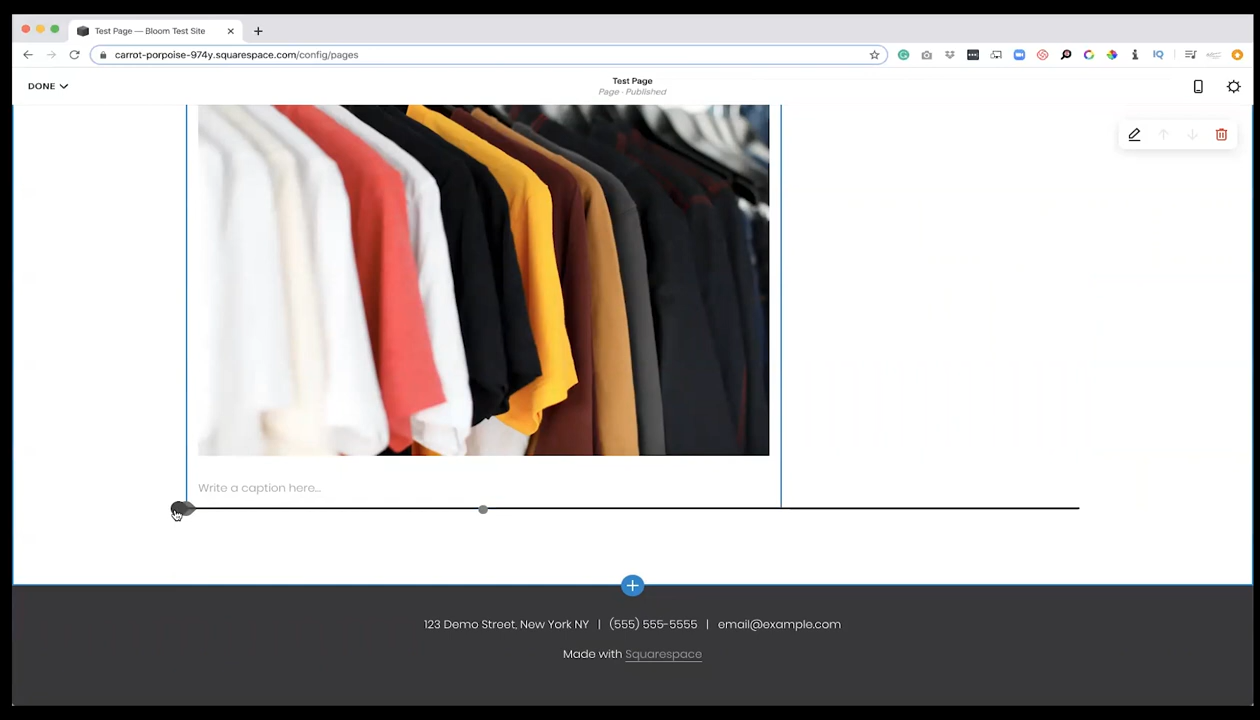 Test Page — Bloom Test Site
carrot-porpoise-974y.squarespace.com/config/pages
DONE
Test Page
Page · Published
Write a caption here...
123 Demo Street, New York NY | (555) 555-5555 | email@example.com
Made with Squarespace